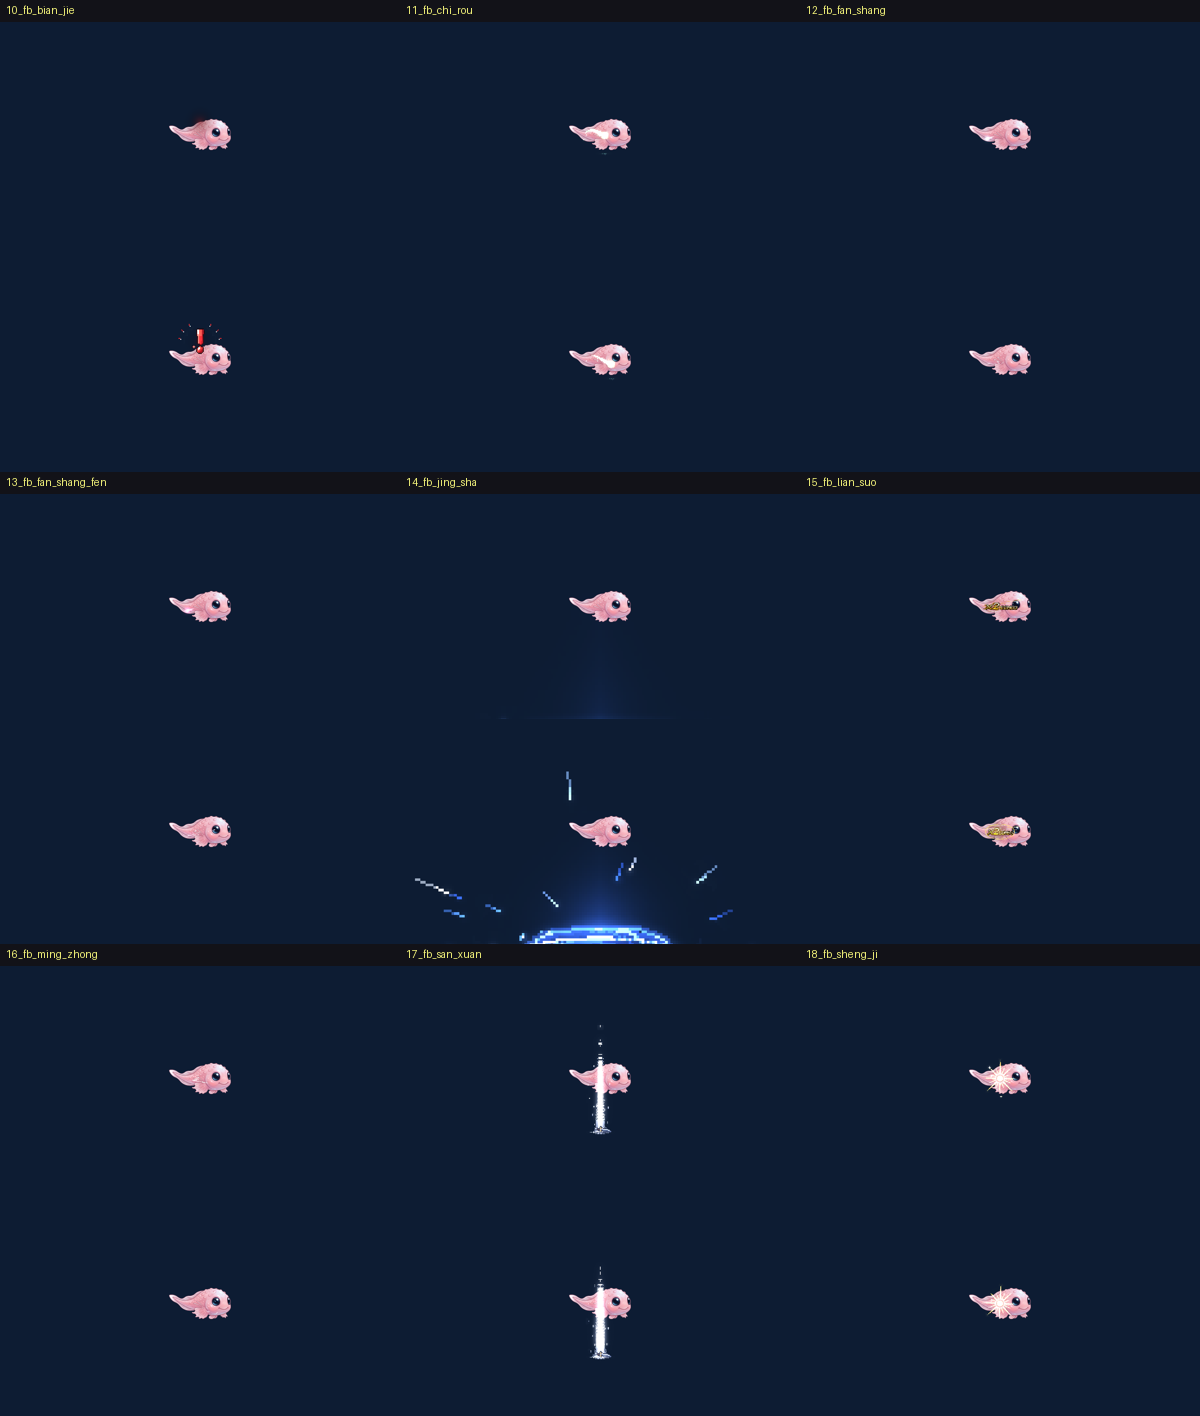 10_fb_bian_jie
11_fb_chi_rou
12_fb_fan_shang
13_fb_fan_shang_fen
14_fb_jing_sha
15_fb_lian_suo
16_fb_ming_zhong
17_fb_san_xuan
18_fb_sheng_ji